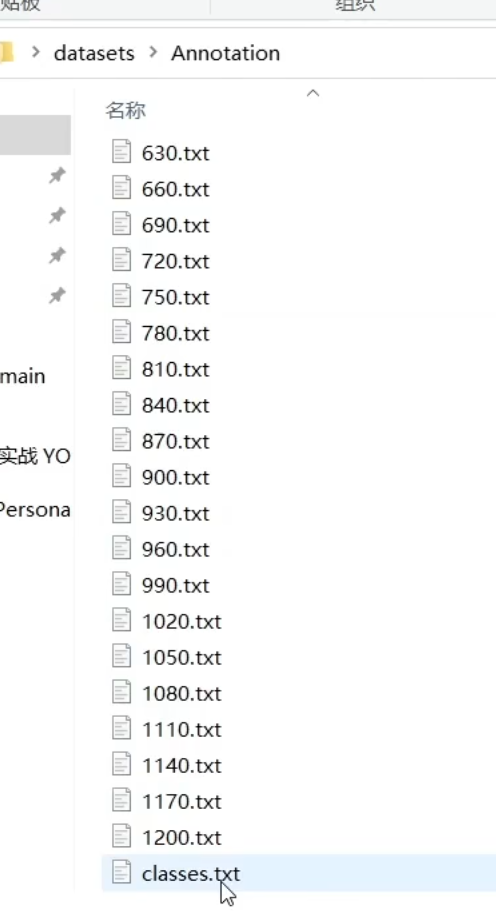 贴板 组织
datasets > Annotation
名称
630.txt
660.txt
690.txt
720.txt
750.txt
780.txt
810.txt
840.txt
main
870.txt
实战 YO
900.txt
Persona
930.txt
960.txt
990.txt
1020.txt
1050.txt
1080.txt
1110.txt
1140.txt
1170.txt
1200.txt
classes.txt